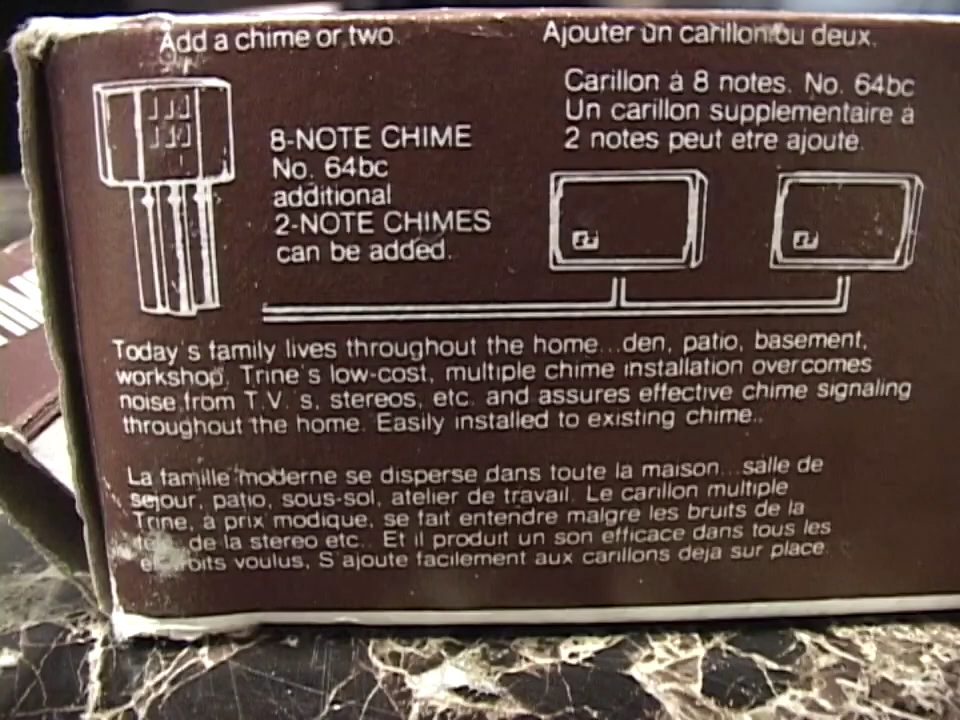 Add a chime or two.
Ajouter un carillon ou deux.
8-NOTE CHIME
No. 64bc
additional
2-NOTE CHIMES
can be added.
Carillon à 8 notes. No. 64bc
Un carillon supplementaire à
2 notes peut etre ajoute.
Today's family lives throughout the home...den, patio, basement,
workshop. Trine's low-cost, multiple chime installation overcomes
noise from T.V.'s, stereos, etc. and assures effective chime signaling
throughout the home. Easily installed to existing chime..
La famille moderne se disperse dans toute la maison...salle de
sejour, patio, sous-sol, atelier de travail. Le carillon multiple
Trine, à prix modique, se fait entendre malgre les bruits de la
de la stereo etc.. Et il produit un son efficace dans tous les
voulus, S'ajoute facilement aux carillons deja sur place.